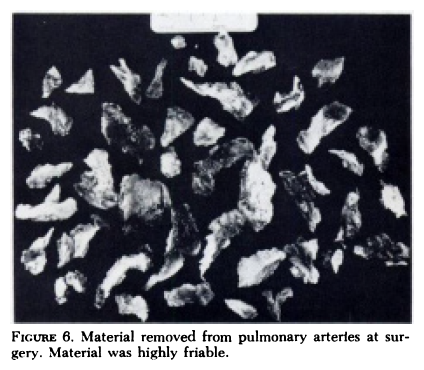 FIGURE 6. Material removed from pulmonary arteries at sur-
gery. Material was highly friable.